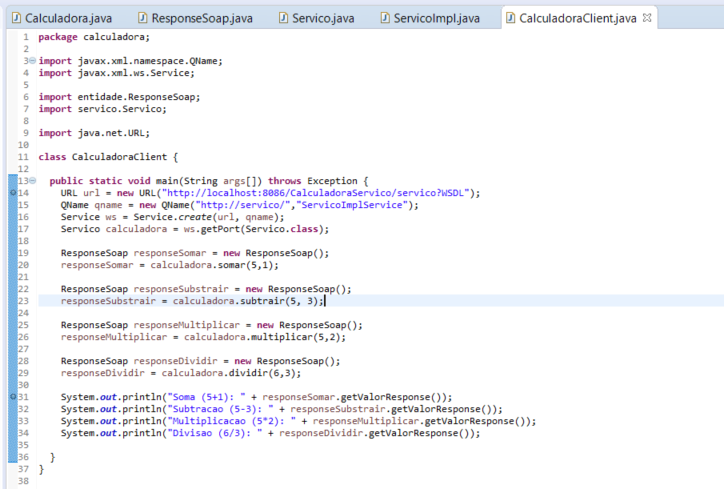 Calculadora.java ResponseSoap.java Servico.java ServicoImpl.java CalculadoraClient.java
1 package calculadora;
2
3 import javax.xml.namespace.QName;
4 import javax.xml.ws.Service;
5
6 import entidade.ResponseSoap;
7 import servico.Servico;
8
9 import java.net.URL;
10
11 class CalculadoraClient {
12
13 public static void main(String args[]) throws Exception {
14 URL url = new URL("http://localhost:8086/CalculadoraServico/servico?WSDL");
15 QName qname = new QName("http://servico/","ServicoImplService");
16 Service ws = Service.create(url, qname);
17 Servico calculadora = ws.getPort(Servico.class);
18
19 ResponseSoap responseSomar = new ResponseSoap();
20 responseSomar = calculadora.somar(5,1);
21
22 ResponseSoap responseSubstrair = new ResponseSoap();
23 responseSubstrair = calculadora.subtrair(5, 3);
24
25 ResponseSoap responseMultiplicar = new ResponseSoap();
26 responseMultiplicar = calculadora.multiplicar(5,2);
27
28 ResponseSoap responseDividir = new ResponseSoap();
29 responseDividir = calculadora.dividir(6,3);
30
31 System.out.println("Soma (5+1): " + responseSomar.getValorResponse());
32 System.out.println("Subtracao (5-3): " + responseSubstrair.getValorResponse());
33 System.out.println("Multiplicacao (5*2): " + responseMultiplicar.getValorResponse());
34 System.out.println("Divisao (6/3): " + responseDividir.getValorResponse());
35
36 }
37 }
38